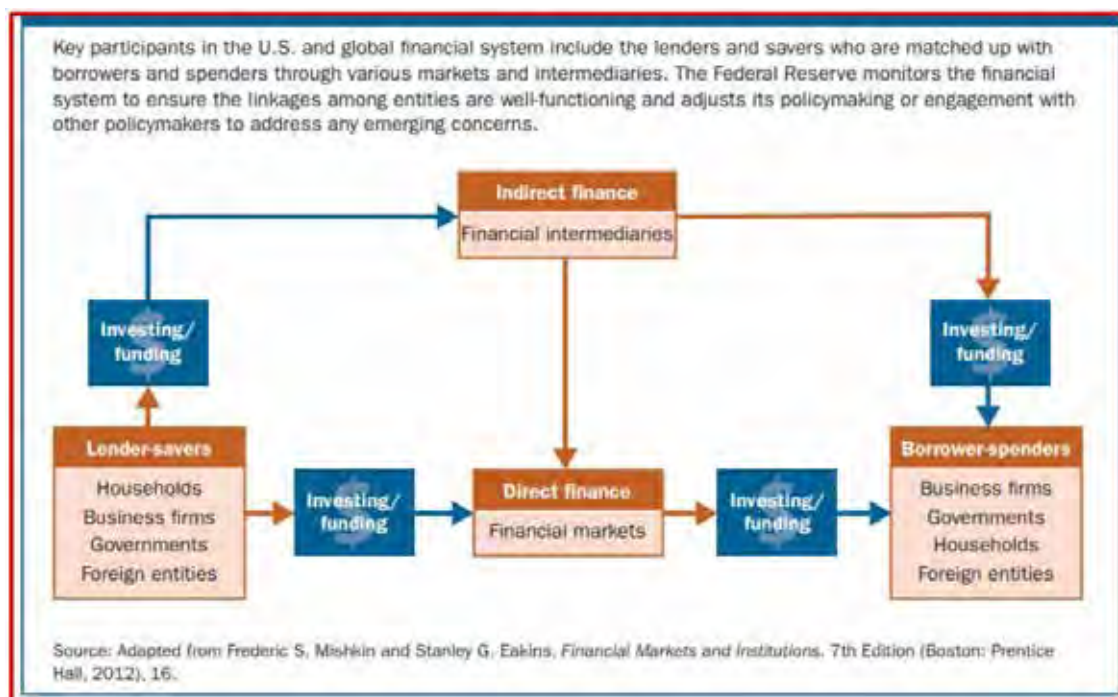 Key participants in the U.S. and global financial system include the lenders and savers who are matched up with
borrowers and spenders through various markets and intermediaries. The Federal Reserve monitors the financial
system to ensure the linkages among entities are well-functioning and adjusts its policymaking or engagement with
other policymakers to address any emerging concerns.
Indirect finance
Financial intermediaries
Investing/
funding
Investing/
funding
Lender-savers
Households
Business firms
Governments
Foreign entities
Investing/
funding
Direct finance
Financial markets
Investing/
funding
Borrower-spenders
Business firms
Governments
Households
Foreign entities
Source: Adapted from Frederic S. Mishkin and Stanley G. Eakins, Financial Markets and Institutions. 7th Edition (Boston: Prentice
Hall, 2012), 16.